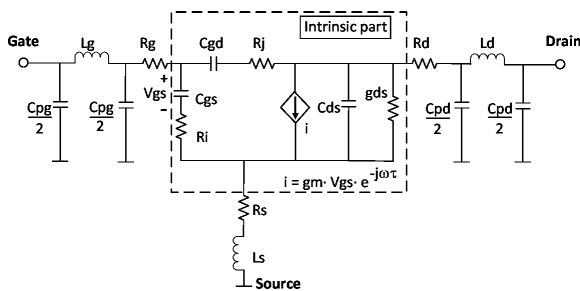 Intrinsic part
Gate
Lg
Rg
Cgd
Rj
Rd
Ld
Drain
+
Vgs
-
Cgs
Ri
Cpg
2
Cpg
2
i
Cds
gds
Cpd
2
Cpd
2
i = gm· Vgs· e^-jωτ
Rs
Ls
Source